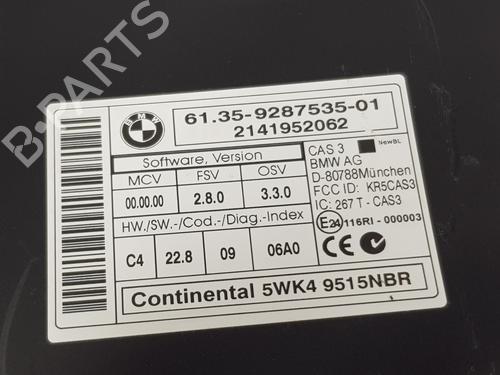 B-PARTS
BMW
61.35-9287535-01
2141952062
Software, Version
MCV FSV OSV
00.00.00 2.8.0 3.3.0
HW./SW.-/Cod.-/Diag.-Index
C4 22.8 09 06A0
CAS 3 NewBL
BMW AG
D-80788München
FCC ID: KR5CAS3
IC: 267 T - CAS3
E24 116RI - 000003
CE
Continental 5WK4 9515NBR